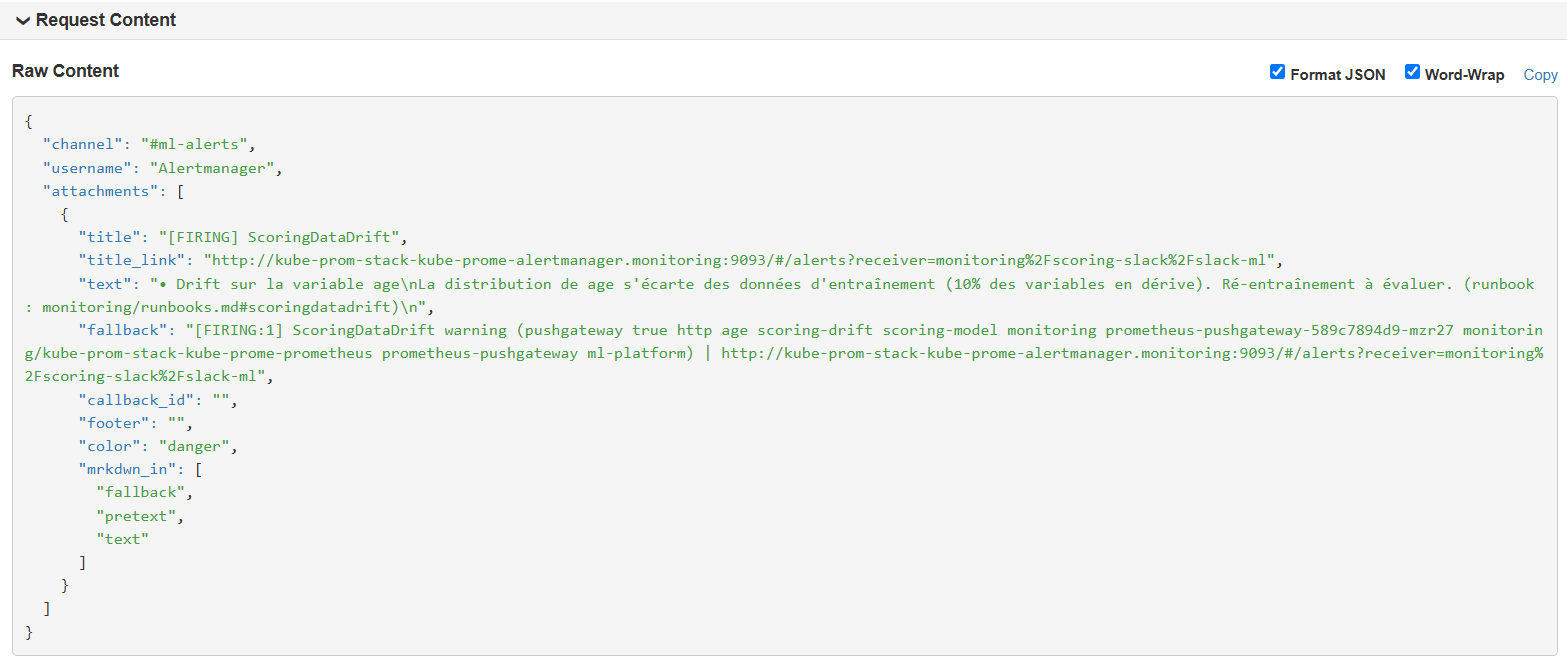 Request Content
Raw Content
Format JSON Word-Wrap Copy
{
"channel": "#ml-alerts",
"username": "Alertmanager",
"attachments": [
{
"title": "[FIRING] ScoringDataDrift",
"title_link": "http://kube-prom-stack-kube-prome-alertmanager.monitoring:9093/#/alerts?receiver=monitoring%2Fscoring-slack%2Fslack-ml",
"text": "• Drift sur la variable age\nLa distribution de age s'écarte des données d'entraînement (10% des variables en dérive). Ré-entraînement à évaluer. (runbook
: monitoring/runbooks.md#scoringdatadrift)\n",
"fallback": "[FIRING:1] ScoringDataDrift warning (pushgateway true http age scoring-drift scoring-model monitoring prometheus-pushgateway-589c7894d9-mzr27 monitorin
g/kube-prom-stack-kube-prome-prometheus prometheus-pushgateway ml-platform) | http://kube-prom-stack-kube-prome-alertmanager.monitoring:9093/#/alerts?receiver=monitoring%
2Fscoring-slack%2Fslack-ml",
"callback_id": "",
"footer": "",
"color": "danger",
"mrkdwn_in": [
"fallback",
"pretext",
"text"
]
}
]
}